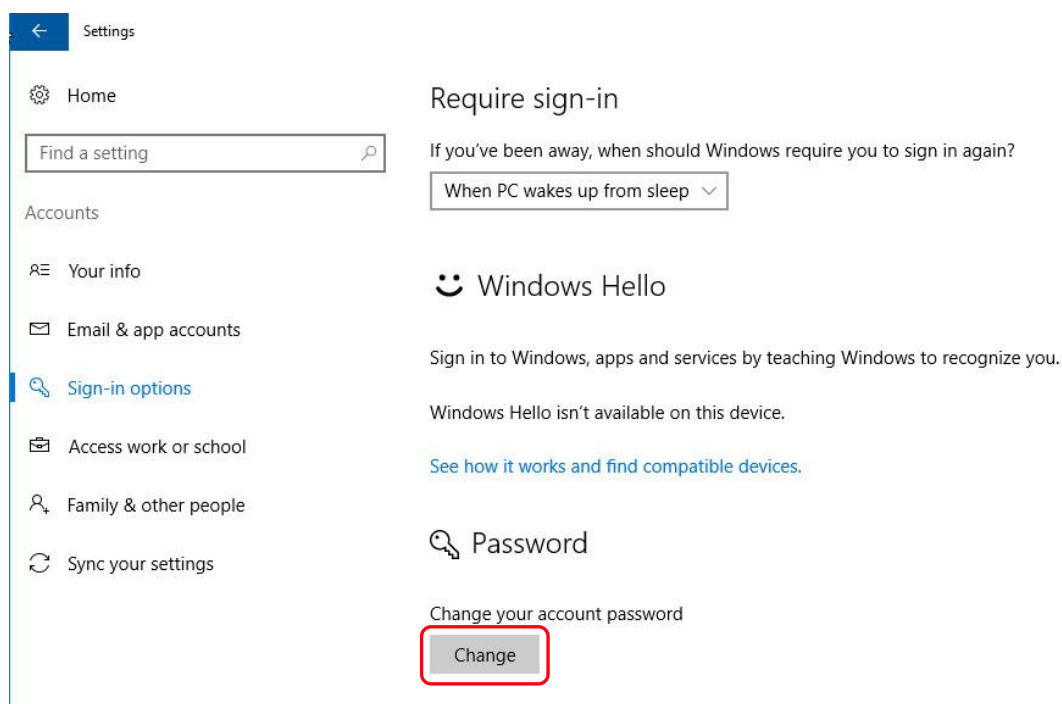 Settings
Home
Find a setting
Accounts
Your info
Email & app accounts
Sign-in options
Access work or school
Family & other people
Sync your settings
Require sign-in
If you’ve been away, when should Windows require you to sign in again?
When PC wakes up from sleep
Windows Hello
Sign in to Windows, apps and services by teaching Windows to recognize you.
Windows Hello isn’t available on this device.
See how it works and find compatible devices.
Password
Change your account password
Change